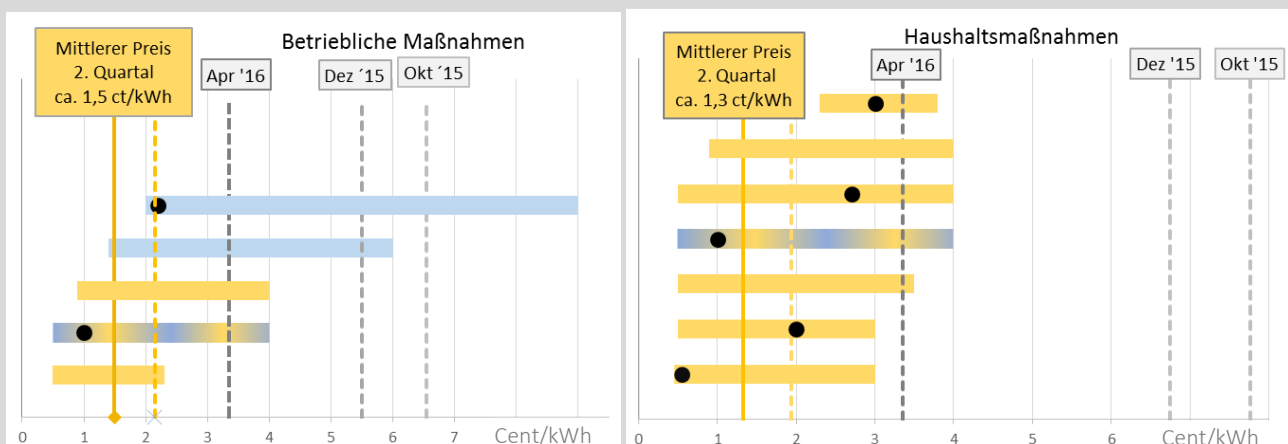 Betriebliche Maßnahmen
Mittlerer Preis
2. Quartal
ca. 1,5 ct/kWh
Apr '16
Dez ´15
Okt ´15
0 1 2 3 4 5 6 7 Cent/kWh
Haushaltsmaßnahmen
Mittlerer Preis
2. Quartal
ca. 1,3 ct/kWh
Apr '16
Dez '15
Okt '15
0 1 2 3 4 5 6 Cent/kWh